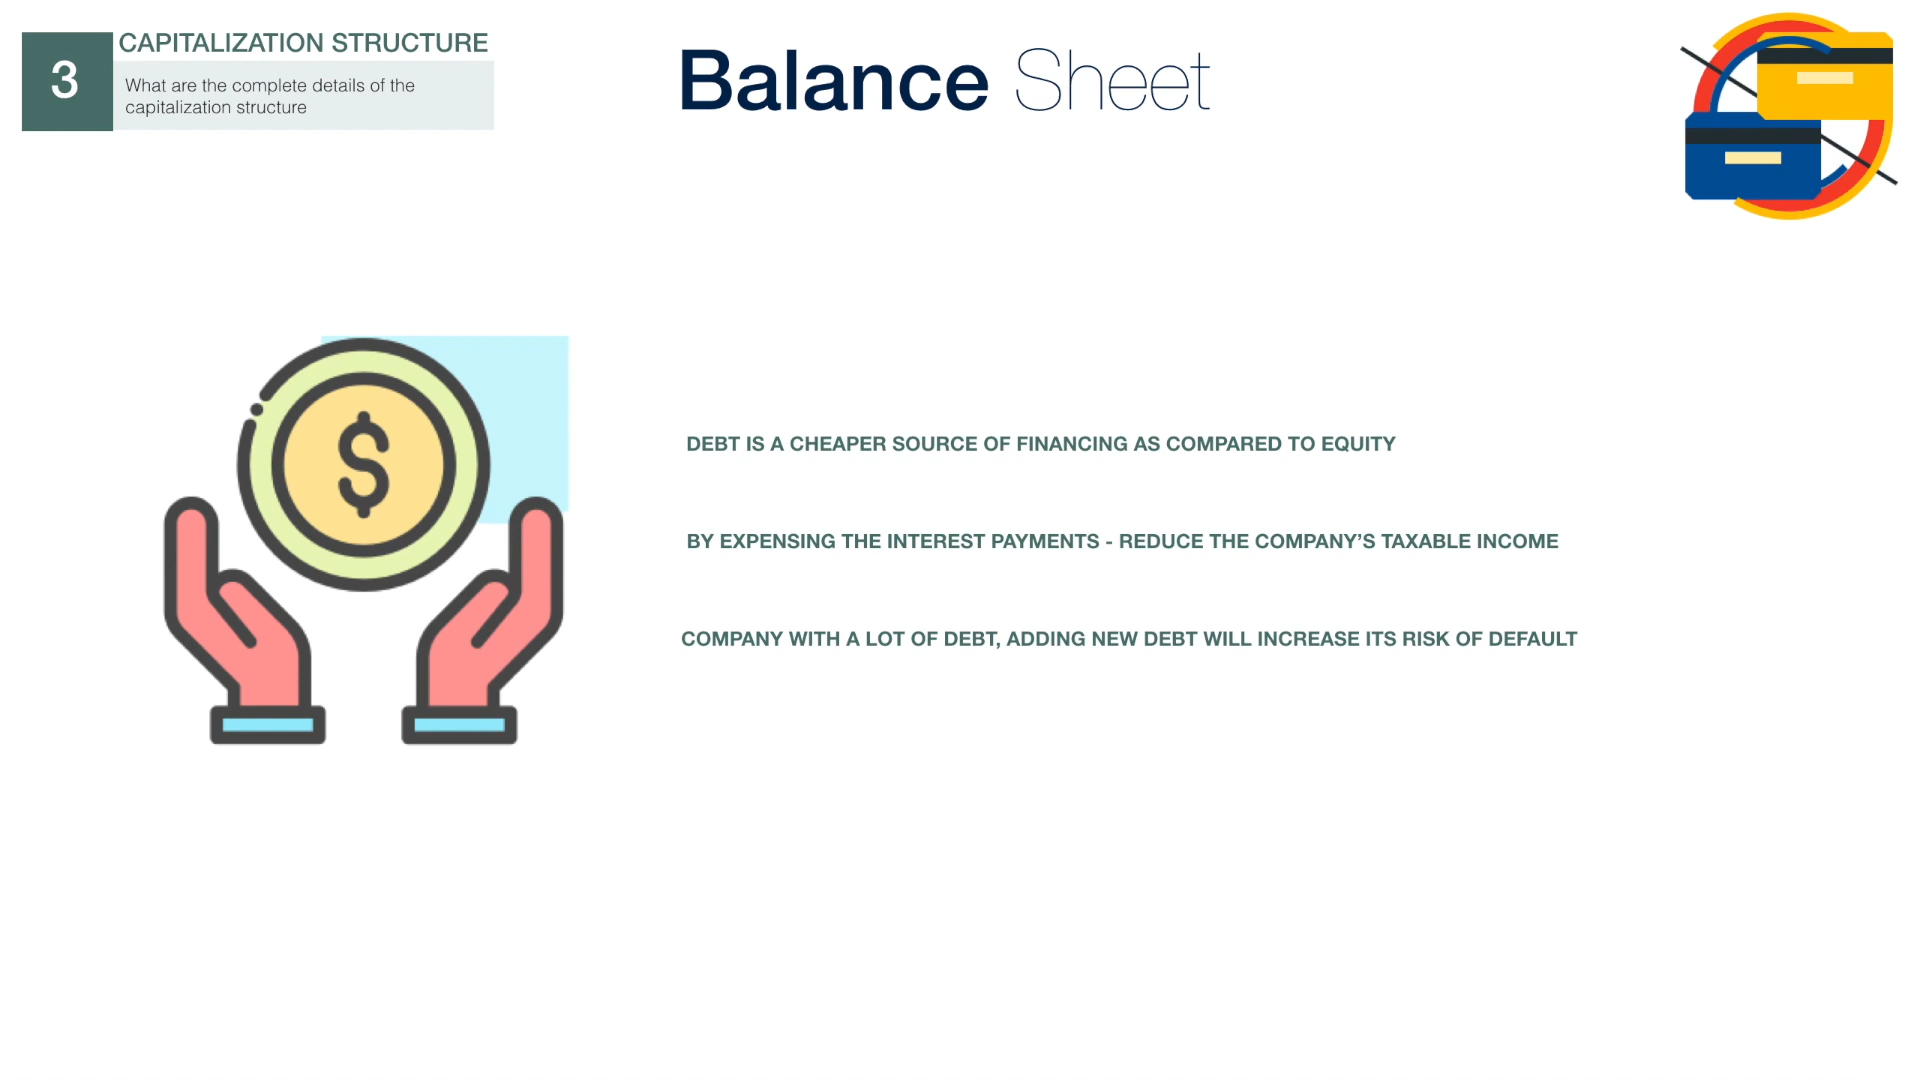 3
CAPITALIZATION STRUCTURE
What are the complete details of the
capitalization structure
Balance Sheet
$
DEBT IS A CHEAPER SOURCE OF FINANCING AS COMPARED TO EQUITY
BY EXPENSING THE INTEREST PAYMENTS - REDUCE THE COMPANY’S TAXABLE INCOME
COMPANY WITH A LOT OF DEBT, ADDING NEW DEBT WILL INCREASE ITS RISK OF DEFAULT